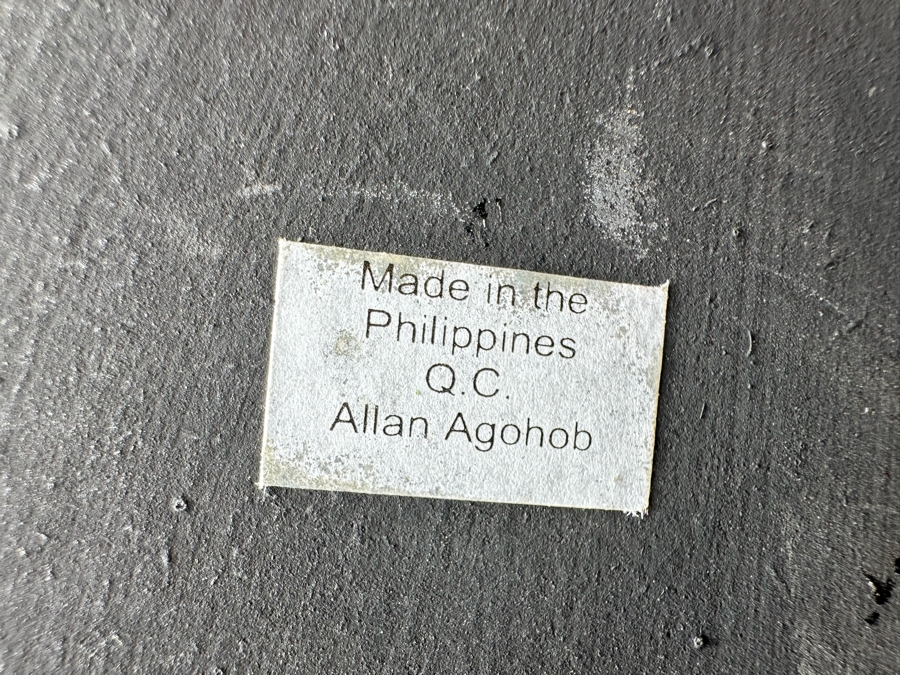 Made in the
Philippines
Q.C.
Allan Agohob